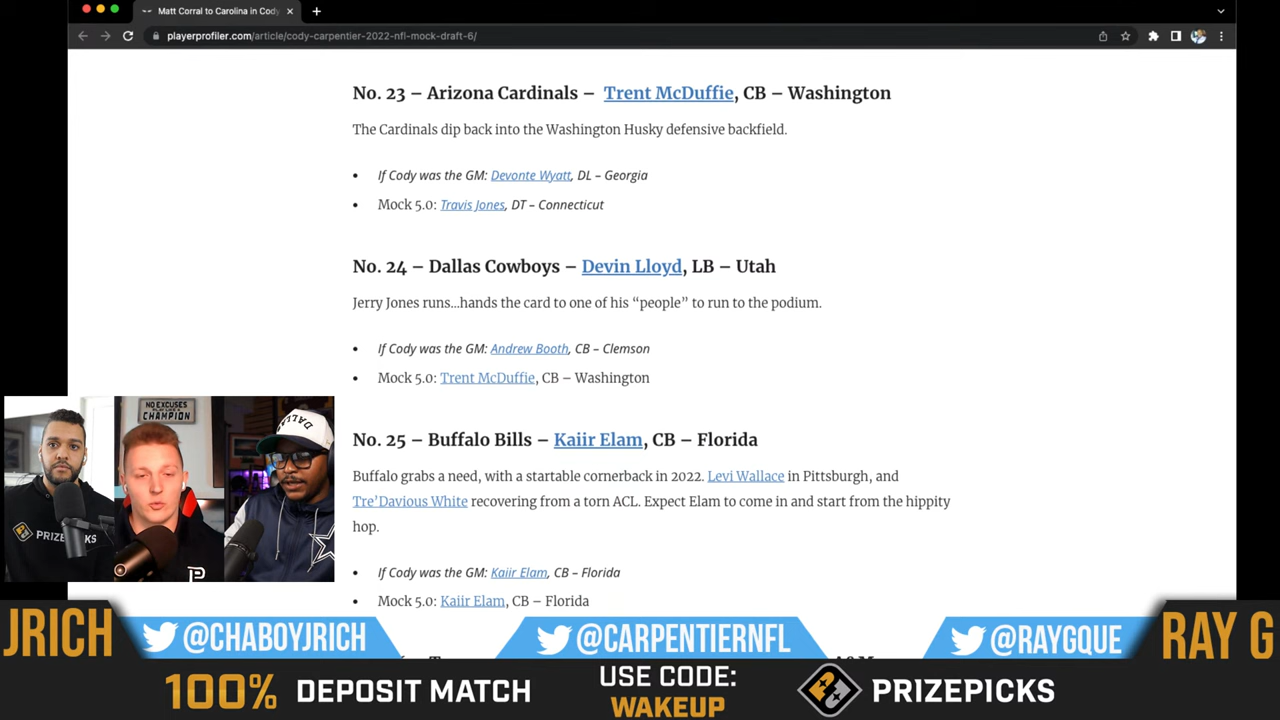 Matt Corral to Carolina in Cody
playerprofiler.com/article/cody-carpentier-2022-nfl-mock-draft-6/
No. 23 – Arizona Cardinals – Trent McDuffie, CB – Washington
The Cardinals dip back into the Washington Husky defensive backfield.
• If Cody was the GM: Devonte Wyatt, DL – Georgia
• Mock 5.0: Travis Jones, DT – Connecticut
No. 24 – Dallas Cowboys – Devin Lloyd, LB – Utah
Jerry Jones runs...hands the card to one of his “people” to run to the podium.
• If Cody was the GM: Andrew Booth, CB – Clemson
• Mock 5.0: Trent McDuffie, CB – Washington
No. 25 – Buffalo Bills – Kaiir Elam, CB – Florida
Buffalo grabs a need, with a startable cornerback in 2022. Levi Wallace in Pittsburgh, and
Tre’Davious White recovering from a torn ACL. Expect Elam to come in and start from the hippity
hop.
• If Cody was the GM: Kaiir Elam, CB – Florida
• Mock 5.0: Kaiir Elam, CB – Florida
NO EXCUSES
CHAMPION
JRICH
@CHABOYJRICH
@CARPENTIERNFL
@RAYGQUE
RAY G
100% DEPOSIT MATCH
USE CODE:
WAKEUP
PRIZEPICKS